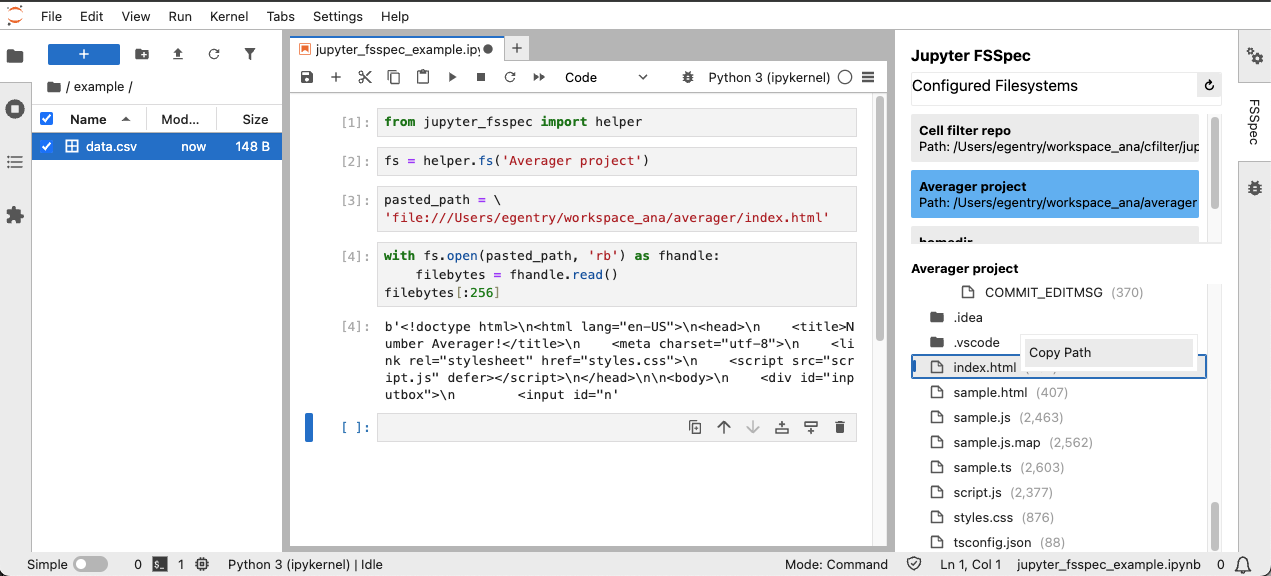 File Edit View Run Kernel Tabs Settings Help
/ example /
Name Mod... Size
data.csv now 148 B
jupyter_fsspec_example.ipy
Code Python 3 (ipykernel)
[1]: from jupyter_fsspec import helper
[2]: fs = helper.fs('Averager project')
[3]: pasted_path = \
'file:///Users/egentry/workspace_ana/averager/index.html'
[4]: with fs.open(pasted_path, 'rb') as fhandle:
    filebytes = fhandle.read()
filebytes[:256]
[4]: b'<!doctype html>\n<html lang="en-US">\n<head>\n    <title>N
umber Averager!</title>\n    <meta charset="utf-8">\n    <li
nk rel="stylesheet" href="styles.css">\n    <script src="scr
ipt.js" defer></script>\n</head>\n\n<body>\n    <div id="inp
utbox">\n        <input id="n'
[ ]:
Jupyter FSSpec
Configured Filesystems
Cell filter repo
Path: /Users/egentry/workspace_ana/cfilter/jup
Averager project
Path: /Users/egentry/workspace_ana/averager
homedir
Averager project
COMMIT_EDITMSG (370)
.idea
.vscode
Copy Path
index.html
sample.html (407)
sample.js (2,463)
sample.js.map (2,562)
sample.ts (2,603)
script.js (2,377)
styles.css (876)
tsconfig.json (88)
FSSpec
Simple 0 1 Python 3 (ipykernel) | Idle Mode: Command Ln 1, Col 1 jupyter_fsspec_example.ipynb 0